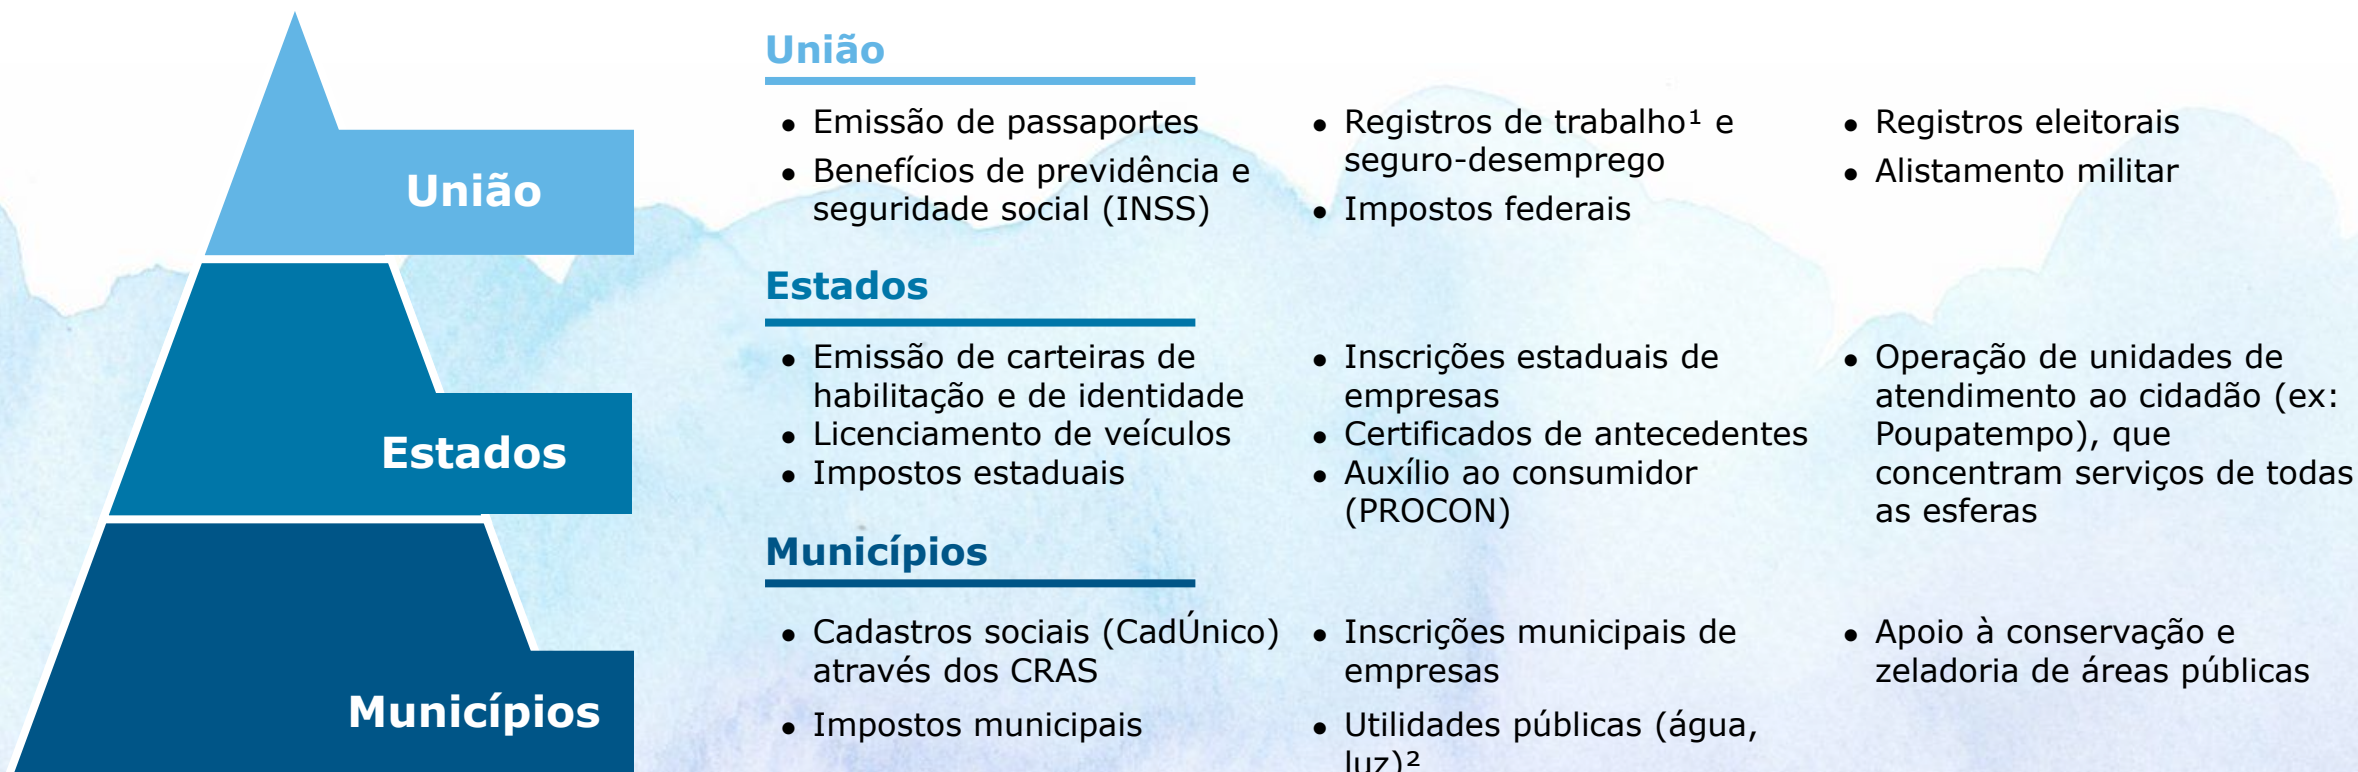 União
Estados
Municípios
União
• Emissão de passaportes
• Benefícios de previdência e
seguridade social (INSS)
• Registros de trabalho¹ e
seguro-desemprego
• Impostos federais
• Registros eleitorais
• Alistamento militar
Estados
• Emissão de carteiras de
habilitação e de identidade
• Licenciamento de veículos
• Impostos estaduais
• Inscrições estaduais de
empresas
• Certificados de antecedentes
• Auxílio ao consumidor
(PROCON)
• Operação de unidades de
atendimento ao cidadão (ex:
Poupatempo), que
concentram serviços de todas
as esferas
Municípios
• Cadastros sociais (CadÚnico)
através dos CRAS
• Impostos municipais
• Inscrições municipais de
empresas
• Utilidades públicas (água,
luz)²
• Apoio à conservação e
zeladoria de áreas públicas